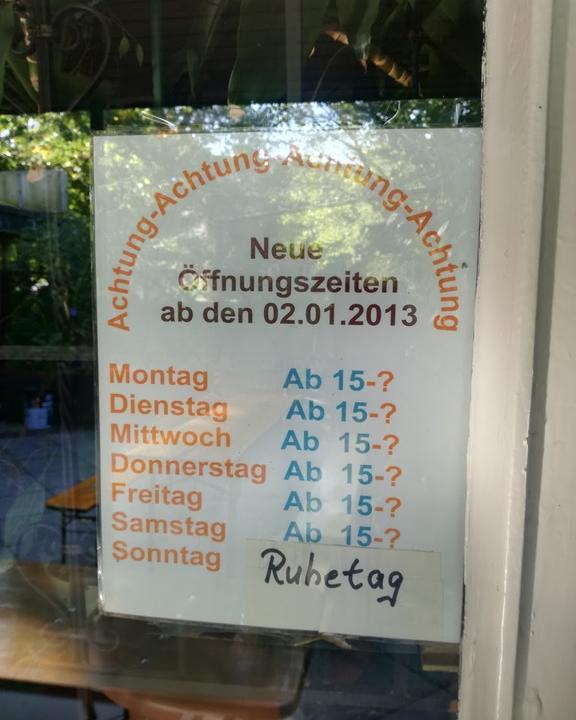 Achtung-Achtung-Achtung-Achtung
Neue
Öffnungszeiten
ab den 02.01.2013
Montag Ab 15-?
Dienstag Ab 15-?
Mittwoch Ab 15-?
Donnerstag Ab 15-?
Freitag Ab 15-?
Samstag Ab 15-?
Sonntag Ruhetag